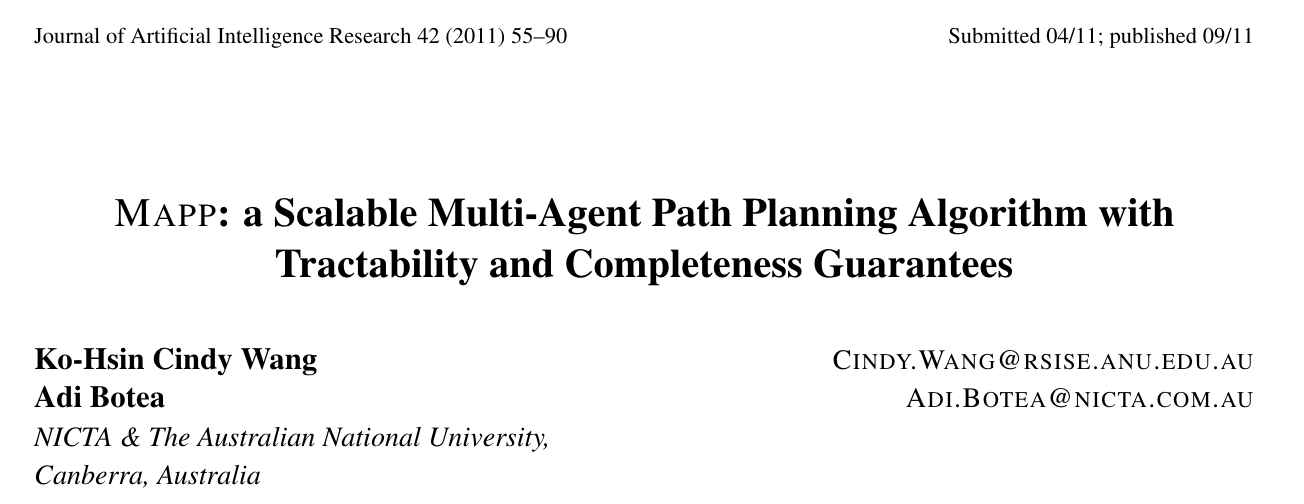 Journal of Artificial Intelligence Research 42 (2011) 55–90 Submitted 04/11; published 09/11
MAPP: a Scalable Multi-Agent Path Planning Algorithm with
Tractability and Completeness Guarantees
Ko-Hsin Cindy Wang CINDY.WANG@RSISE.ANU.EDU.AU
Adi Botea ADI.BOTEA@NICTA.COM.AU
NICTA & The Australian National University,
Canberra, Australia